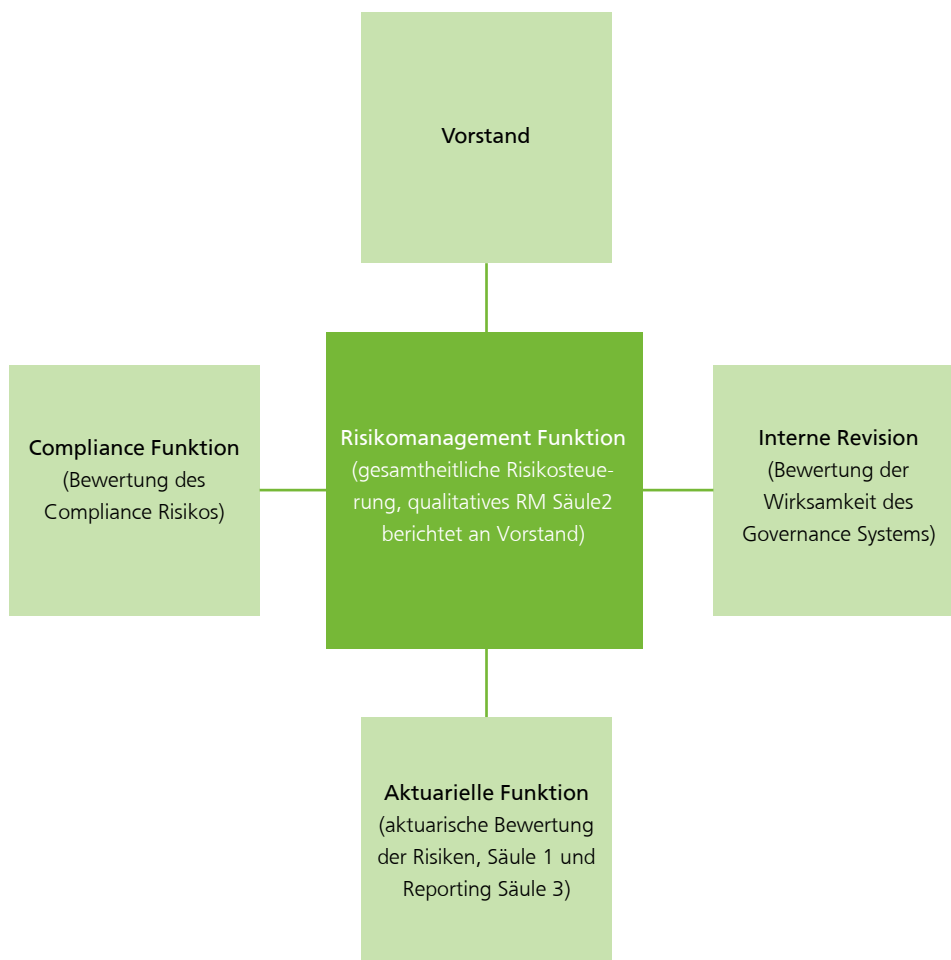 Vorstand
Compliance Funktion
(Bewertung des
Compliance Risikos)
Risikomanagement Funktion
(gesamtheitliche Risikosteue-
rung, qualitatives RM Säule2
berichtet an Vorstand)
Interne Revision
(Bewertung der
Wirksamkeit des
Governance Systems)
Aktuarielle Funktion
(aktuarische Bewertung
der Risiken, Säule 1 und
Reporting Säule 3)